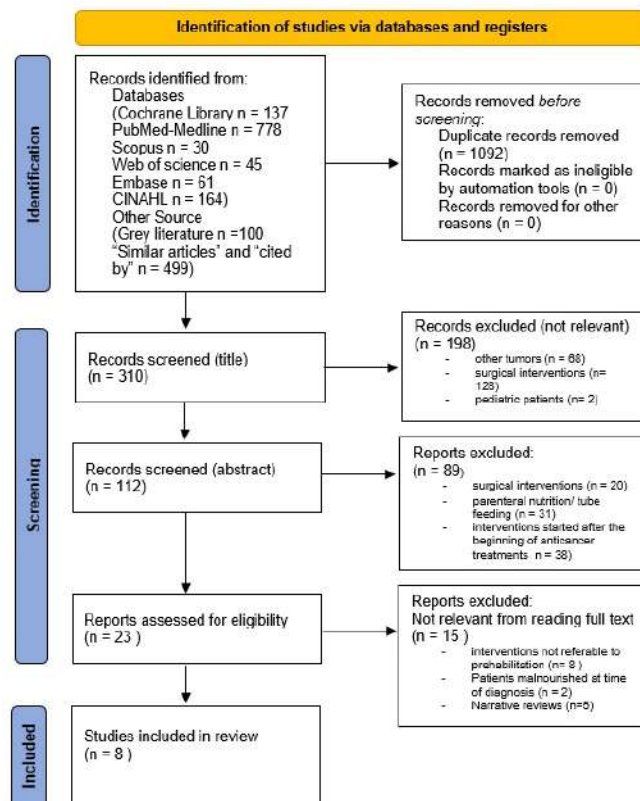 Identification of studies via databases and registers
Identification
Records identified from:
Databases
(Cochrane Library n = 137
PubMed-Medline n = 778
Scopus n = 30
Web of science n = 45
Embase n = 61
CINAHL n = 164)
Other Source
(Grey literature n =100
"Similar articles' and "cited
by" n = 499)
Records removed before
screening:
Duplicate records removed
(n = 1092)
Records marked as ineligible
by automation tools (n = 0)
Records removed for other
reasons (n = 0)
Screening
Records screened (title)
(n = 310)
Records excluded (not relevant)
(n = 198)
- other tumors (n = 68)
- surgical interventions (n=
128)
- pediatric patients (n= 2)
Records screened (abstract)
(n = 112)
Reports excluded:
(n = 89)
- surgical interventions (n = 20)
- parenteral nutrition/ tube
feeding (n = 31)
- interventions started after the
beginning of anticancer
treatments n = 38)
Reports assessed for eligibility
(n = 23 )
Reports excluded:
Not relevant from reading full text
(n = 15 )
- interventions not referable to
prehabilitation (n= 8 )
- Patients malnourished at time
of diagnosis (n = 2)
- Narrative reviews (n=5)
Included
Studies included in review
(n = 8 )